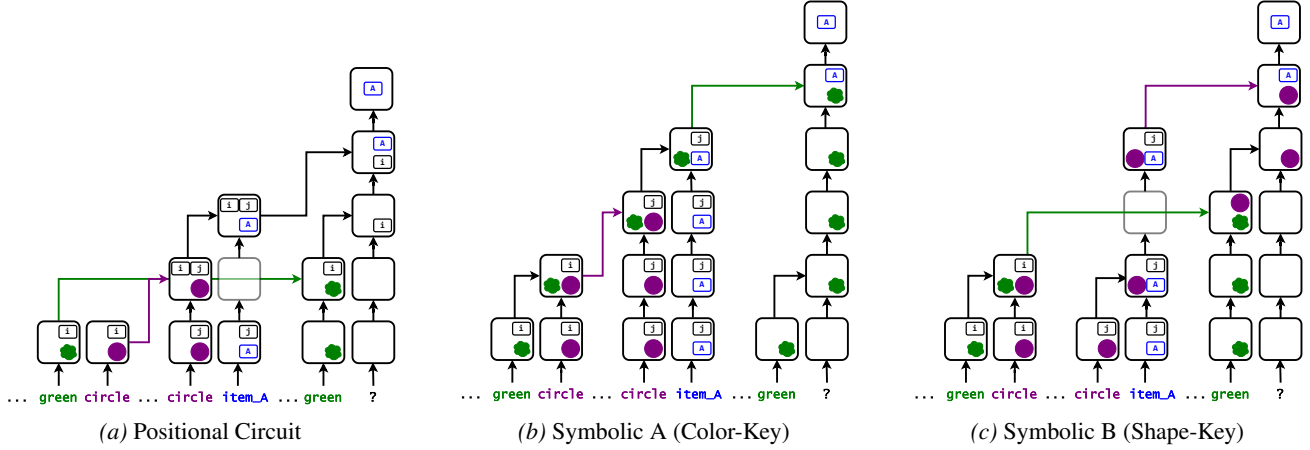 A
A
A
A
A
i
A
j
A
j
A
i j
A
j
j
A
i
i j
i
i
j
A
i
j
A
i
j
A
i
i
j
A
i
i
j
j
A
i
i
j
j
A
... green circle ... circle item_A ... green ?
... green circle ... circle item_A ... green ?
... green circle ... circle item_A ... green ?
(a) Positional Circuit
(b) Symbolic A (Color-Key)
(c) Symbolic B (Shape-Key)